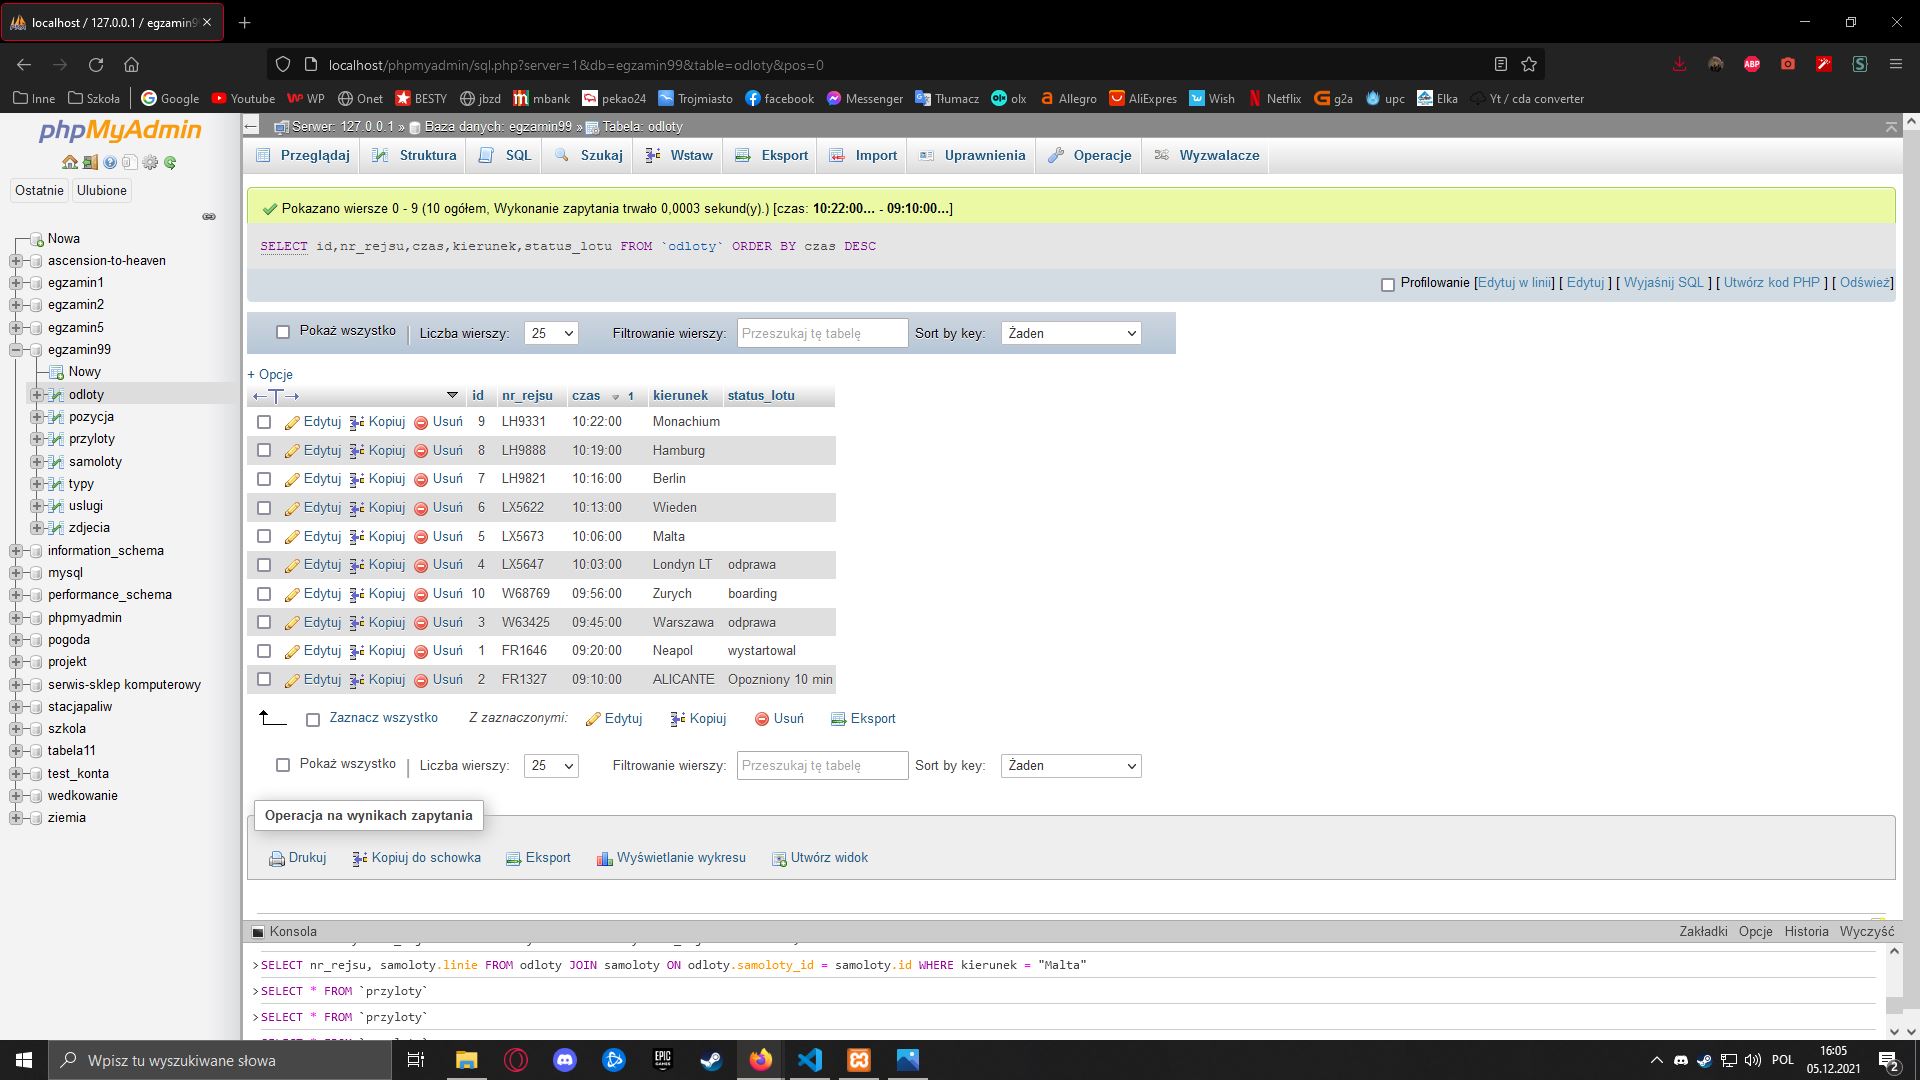 localhost / 127.0.0.1 / egzamin9
localhost/phpmyadmin/sql.php?server=1&db=egzamin99&table=odloty&pos=0
ABP
Inne Szkoła Google Youtube WP WP Onet BESTY jbzd mbank pekao24 Trojmiasto facebook Messenger Tłumacz olx Allegro AliExpres Wish Netflix g2a upc Elka Yt / cda converter
phpMyAdmin
Ostatnie Ulubione
Nowa
ascension-to-heaven
egzamin1
egzamin2
egzamin5
egzamin99
Nowy
odloty
pozycja
przyloty
samoloty
typy
uslugi
zdjecia
information_schema
mysql
performance_schema
phpmyadmin
pogoda
projekt
serwis-sklep komputerowy
stacjapaliw
szkola
tabela11
test_konta
wedkowanie
ziemia
Serwer: 127.0.0.1 » Baza danych: egzamin99 » Tabela: odloty
Przeglądaj Struktura SQL Szukaj Wstaw Eksport Import Uprawnienia Operacje Wyzwalacze
Pokazano wiersze 0 - 9 (10 ogółem, Wykonanie zapytania trwało 0,0003 sekund(y).) [czas: 10:22:00... - 09:10:00...]
SELECT id,nr_rejsu,czas,kierunek,status_lotu FROM `odloty` ORDER BY czas DESC
Profilowanie [Edytuj w linii] [ Edytuj ] [ Wyjaśnij SQL ] [ Utwórz kod PHP ] [ Odśwież]
Pokaż wszystko | Liczba wierszy: 25 Filtrowanie wierszy: Przeszukaj tę tabelę Sort by key: Żaden
+ Opcje
←T→ id nr_rejsu czas 1 kierunek status_lotu
Edytuj Kopiuj Usuń 9 LH9331 10:22:00 Monachium
Edytuj Kopiuj Usuń 8 LH9888 10:19:00 Hamburg
Edytuj Kopiuj Usuń 7 LH9821 10:16:00 Berlin
Edytuj Kopiuj Usuń 6 LX5622 10:13:00 Wieden
Edytuj Kopiuj Usuń 5 LX5673 10:06:00 Malta
Edytuj Kopiuj Usuń 4 LX5647 10:03:00 Londyn LT odprawa
Edytuj Kopiuj Usuń 10 W68769 09:56:00 Zurych boarding
Edytuj Kopiuj Usuń 3 W63425 09:45:00 Warszawa odprawa
Edytuj Kopiuj Usuń 1 FR1646 09:20:00 Neapol wystartowal
Edytuj Kopiuj Usuń 2 FR1327 09:10:00 ALICANTE Opozniony 10 min
Zaznacz wszystko Z zaznaczonymi: Edytuj Kopiuj Usuń Eksport
Pokaż wszystko | Liczba wierszy: 25 Filtrowanie wierszy: Przeszukaj tę tabelę Sort by key: Żaden
Operacja na wynikach zapytania
Drukuj Kopiuj do schowka Eksport Wyświetlanie wykresu Utwórz widok
Konsola Zakładki Opcje Historia Wyczyść
>SELECT nr_rejsu, samoloty.linie FROM odloty JOIN samoloty ON odloty.samoloty_id = samoloty.id WHERE kierunek = "Malta"
>SELECT * FROM `przyloty`
>SELECT * FROM `przyloty`
Wpisz tu wyszukiwane słowa
EPIC GAMES
POL
16:05
05.12.2021
2